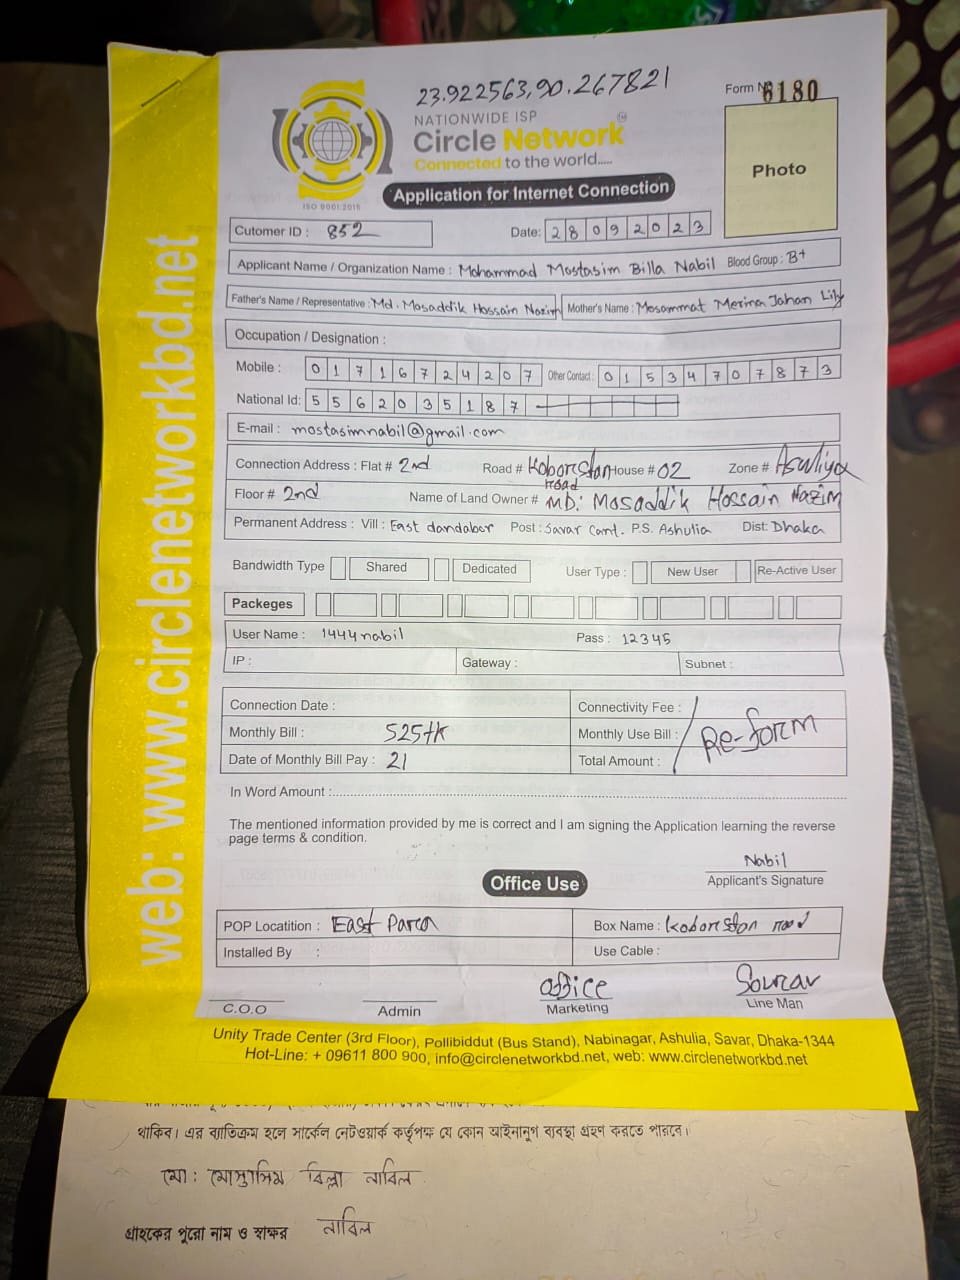 23.922563, 90.267821
Form No 6180
NATIONWIDE ISP
Circle Network
Connected to the world.....
ISO 9001:2015
Application for Internet Connection
Photo
Cutomer ID : 852
Date: 28092023
Applicant Name / Organization Name : Mohammad Mostasim Billa Nabil Blood Group : B+
Father's Name / Representative : Md. Mosaddik Hossain Nazim Mother's Name : Mosammat Merina Jahan Lily
Occupation / Designation :
Mobile : 01716724207 Other Contact : 01534707873
National Id: 5562035187
E-mail : mostasimnabil@gmail.com
Connection Address : Flat # 2nd Road # Koborstan road House # 02 Zone # Asuliya
Floor # 2nd Name of Land Owner # MD: Mosaddik Hossain Nazim
Permanent Address : Vill : East dandabar Post : Savar Cant. P.S. Ashulia Dist: Dhaka
Bandwidth Type Shared Dedicated User Type : New User Re-Active User
Packeges
User Name : 1444nabil Pass : 12345
IP : Gateway : Subnet :
Connection Date : Connectivity Fee :
Monthly Bill : 525tk Monthly Use Bill : Re-form
Date of Monthly Bill Pay : 21 Total Amount :
In Word Amount :
The mentioned information provided by me is correct and I am signing the Application learning the reverse
page terms & condition.
Nabil
Applicant's Signature
Office Use
POP Locatition : East Para Box Name : Koborstan road
Installed By : Use Cable :
office Sourav
C.O.O Admin Marketing Line Man
Unity Trade Center (3rd Floor), Pollibiddut (Bus Stand), Nabinagar, Ashulia, Savar, Dhaka-1344
Hot-Line: + 09611 800 900, info@circlenetworkbd.net, web: www.circlenetworkbd.net
web: www.circlenetworkbd.net
থাকিব। এর ব্যতিক্রম হলে সার্কেল নেটওয়ার্ক কর্তৃপক্ষ যে কোন আইনানুগ ব্যবস্থা গ্রহণ করতে পারবে।
মো: মোস্তাসিম বিল্লা নাবিল
গ্রাহকের পুরো নাম ও স্বাক্ষর নাবিল